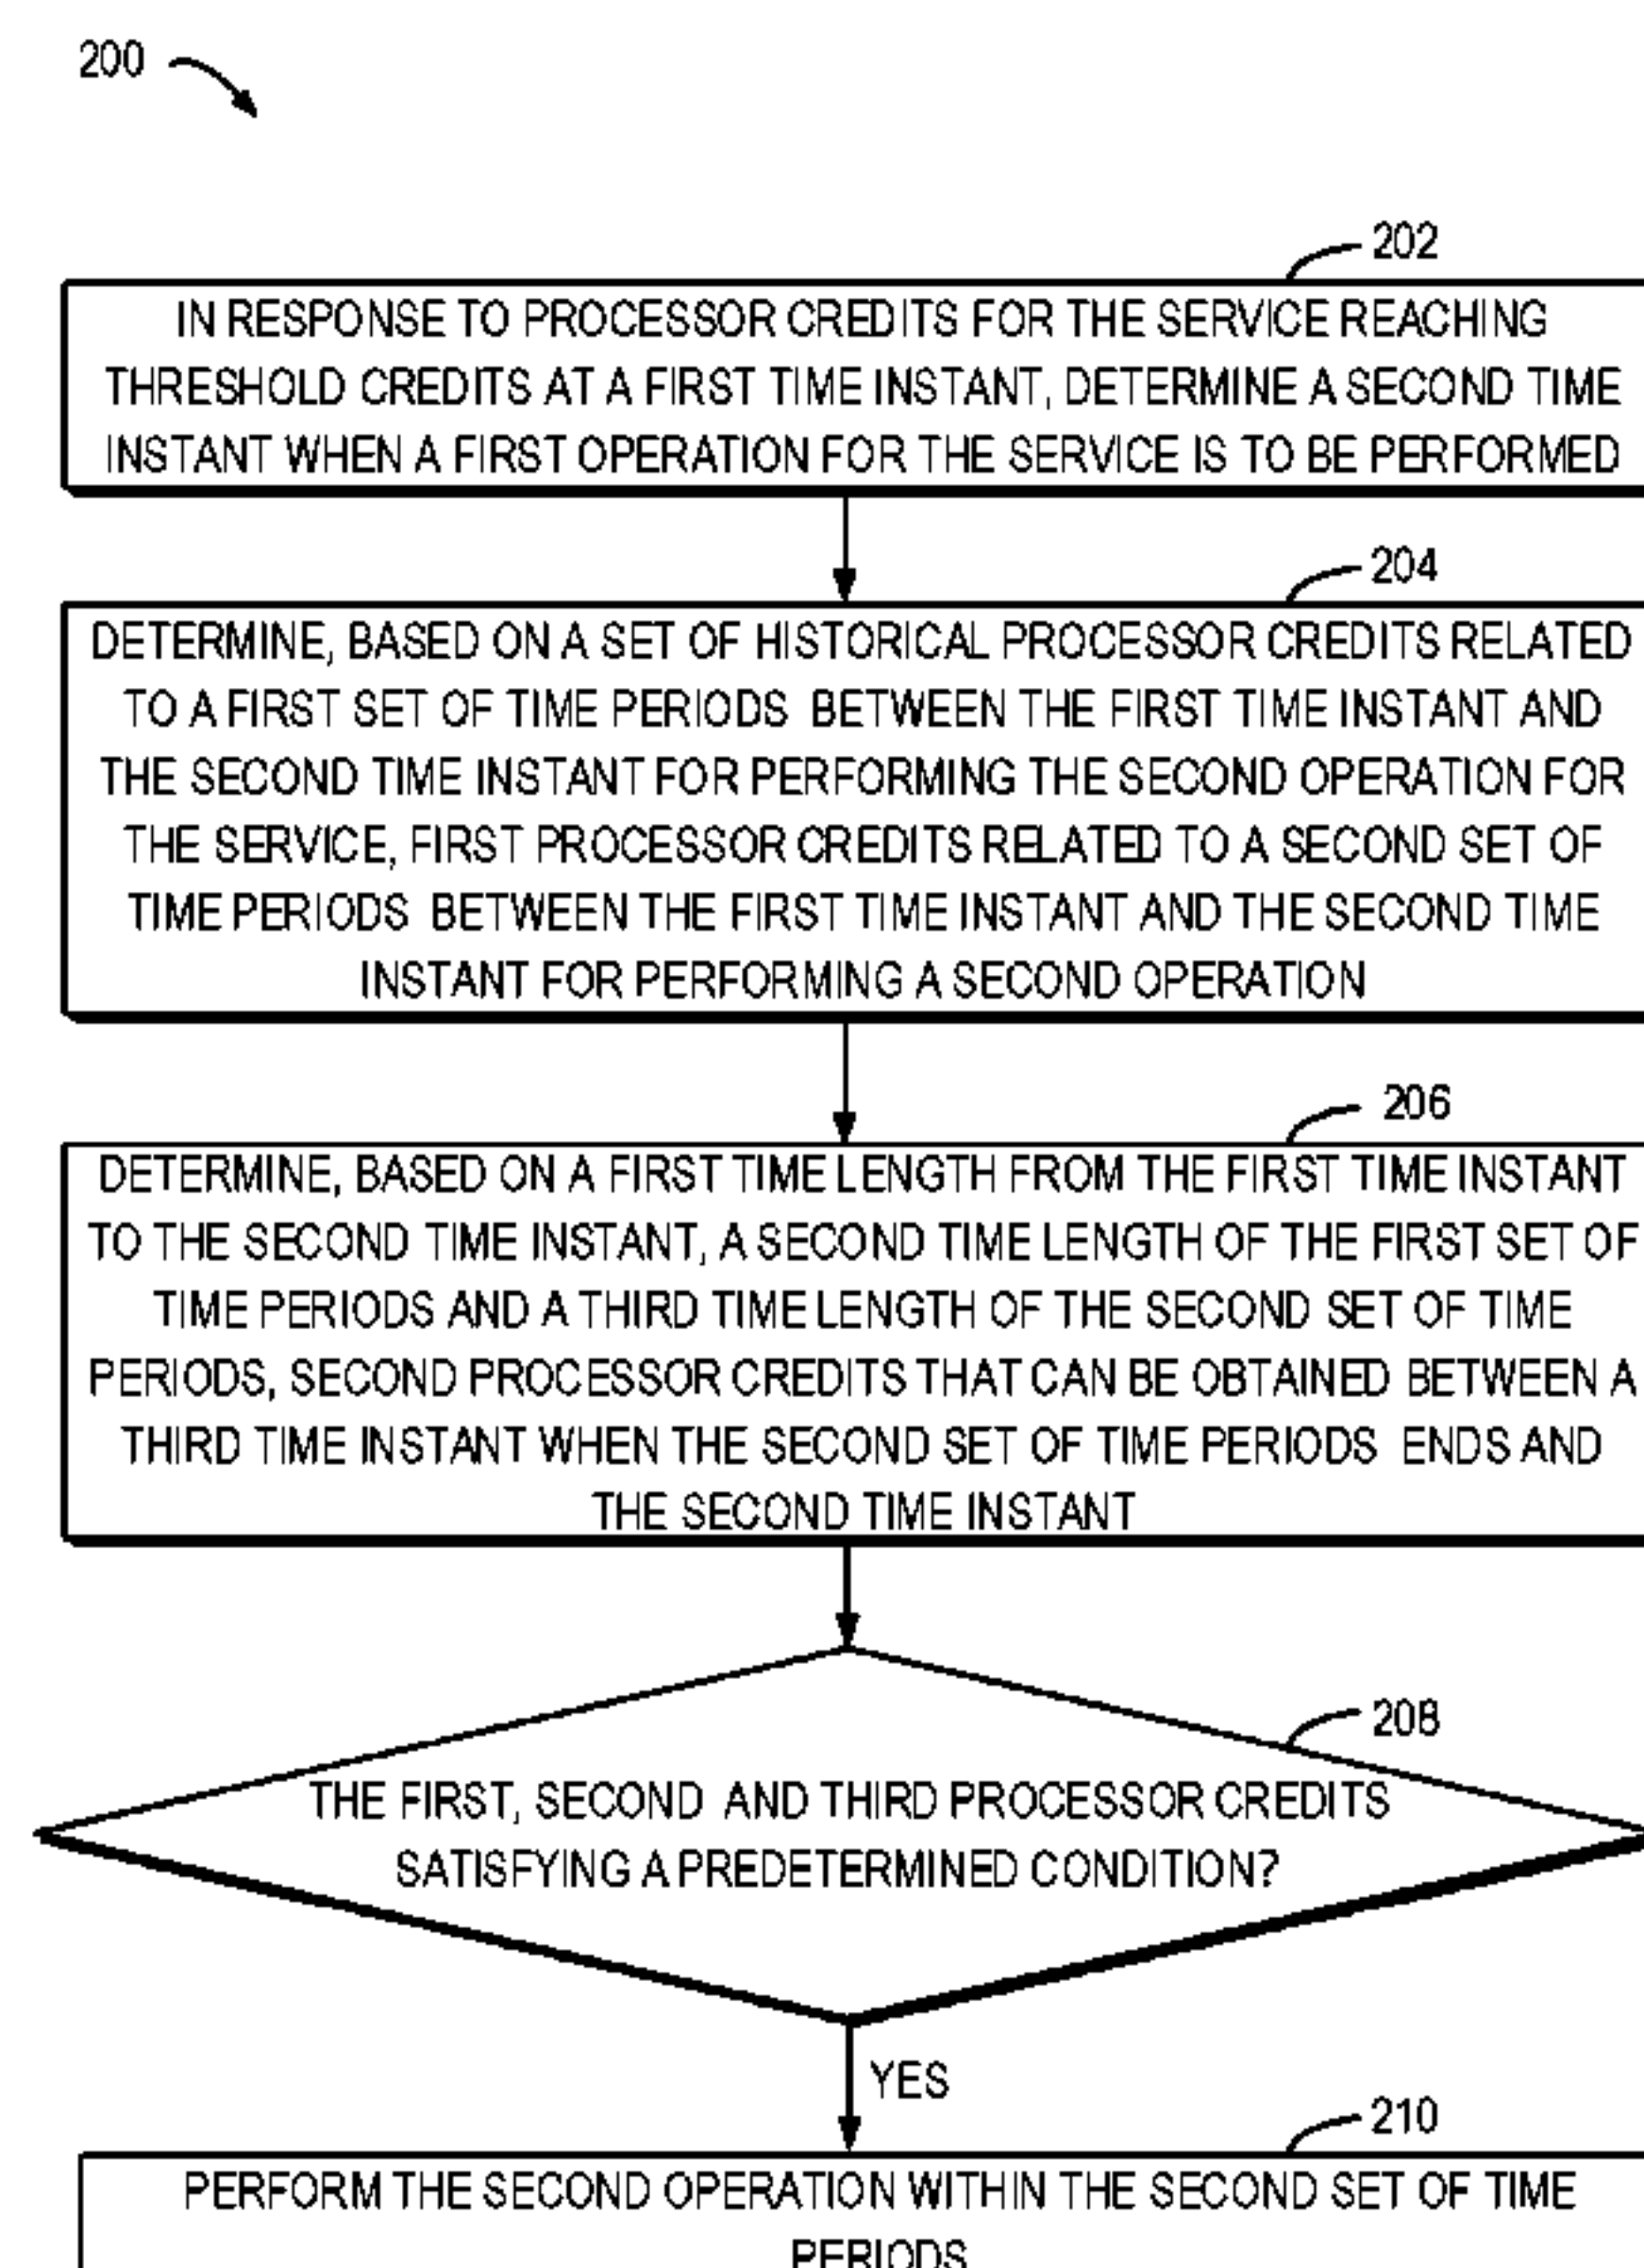 200
202
IN RESPONSE TO PROCESSOR CREDITS FOR THE SERVICE REACHING
THRESHOLD CREDITS AT A FIRST TIME INSTANT, DETERMINE A SECOND TIME
INSTANT WHEN A FIRST OPERATION FOR THE SERVICE IS TO BE PERFORMED
204
DETERMINE, BASED ON A SET OF HISTORICAL PROCESSOR CREDITS RELATED
TO A FIRST SET OF TIME PERIODS BETWEEN THE FIRST TIME INSTANT AND
THE SECOND TIME INSTANT FOR PERFORMING THE SECOND OPERATION FOR
THE SERVICE, FIRST PROCESSOR CREDITS RELATED TO A SECOND SET OF
TIME PERIODS BETWEEN THE FIRST TIME INSTANT AND THE SECOND TIME
INSTANT FOR PERFORMING A SECOND OPERATION
206
DETERMINE, BASED ON A FIRST TIME LENGTH FROM THE FIRST TIME INSTANT
TO THE SECOND TIME INSTANT, A SECOND TIME LENGTH OF THE FIRST SET OF
TIME PERIODS AND A THIRD TIME LENGTH OF THE SECOND SET OF TIME
PERIODS, SECOND PROCESSOR CREDITS THAT CAN BE OBTAINED BETWEEN A
THIRD TIME INSTANT WHEN THE SECOND SET OF TIME PERIODS ENDS AND
THE SECOND TIME INSTANT
208
THE FIRST, SECOND AND THIRD PROCESSOR CREDITS
SATISFYING A PREDETERMINED CONDITION?
YES
210
PERFORM THE SECOND OPERATION WITHIN THE SECOND SET OF TIME
PERIODS